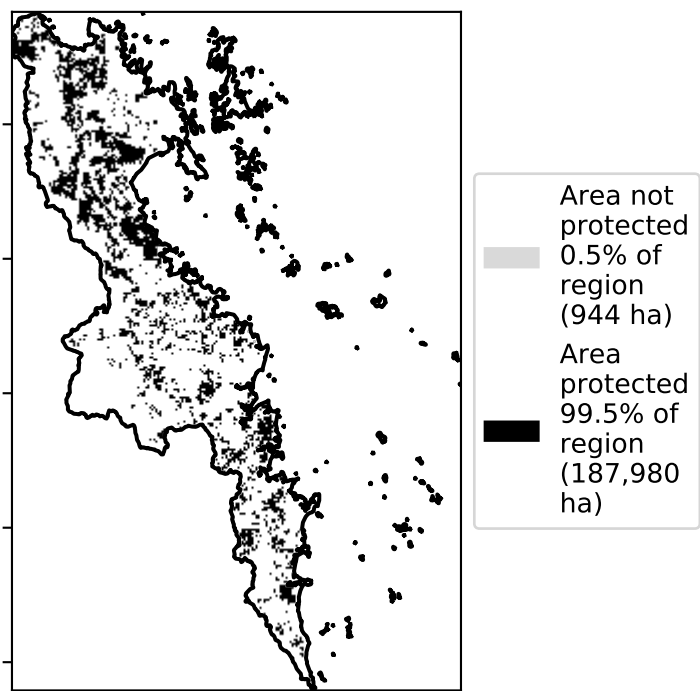 Area not
protected
0.5% of
region
(944 ha)
Area
protected
99.5% of
region
(187,980
ha)